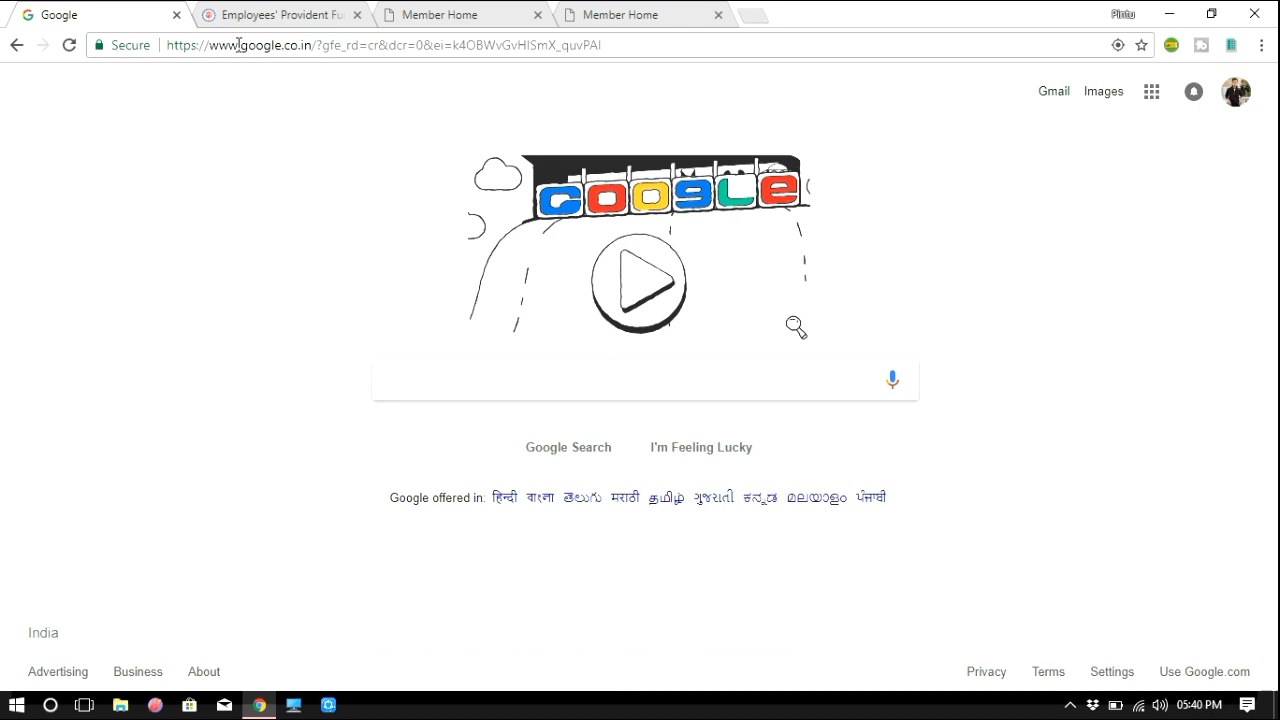 Google
Employees' Provident Fu
Member Home
Member Home
Pintu
Secure
https://www.google.co.in/?gfe_rd=cr&dcr=0&ei=k4OBWvGvHISmX_quvPAI
Gmail
Images
GOOGLE
Google Search
I'm Feeling Lucky
Google offered in: हिन्दी বাংলা తెలుగు मराठी தமிழ் ગુજરાતી ಕನ್ನಡ മലയാളം ਪੰਜਾਬੀ
India
Advertising
Business
About
Privacy
Terms
Settings
Use Google.com
05:40 PM